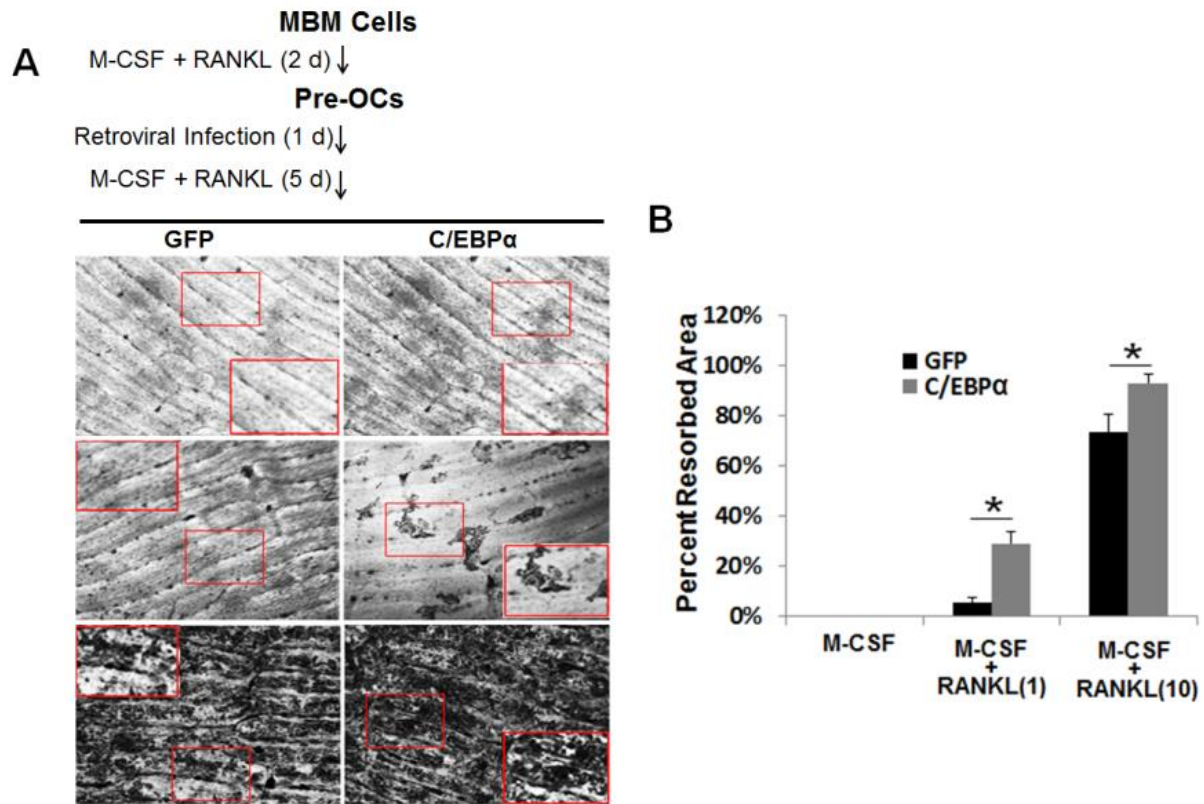 A
MBM Cells
M-CSF + RANKL (2 d)↓
Pre-OCs
Retroviral Infection (1 d)↓
M-CSF + RANKL (5 d)↓
GFP
C/EBPα
B
Percent Resorbed Area
120%
100%
80%
60%
40%
20%
0%
GFP
C/EBPα
*
*
M-CSF
M-CSF
+
RANKL(1)
M-CSF
+
RANKL(10)